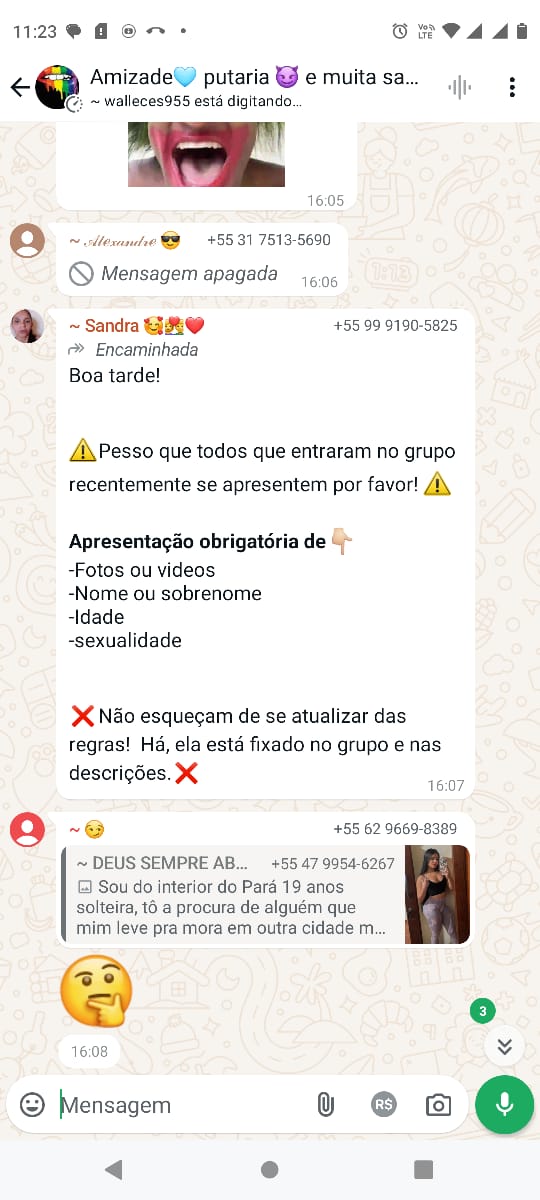 11:23
Vo)) LTE
Amizade🩵 putaria 😈 e muita sa...
~ walleces955 está digitando...
16:05
~ 𝒜𝓁𝑒𝓍𝒶𝓃𝒹𝓇𝑒 😎 +55 31 7513-5690
Mensagem apagada 16:06
~ Sandra 🥰💏❤️ +55 99 9190-5825
Encaminhada
Boa tarde!
⚠️Pesso que todos que entraram no grupo
recentemente se apresentem por favor! ⚠️
Apresentação obrigatória de👇🏻
-Fotos ou videos
-Nome ou sobrenome
-Idade
-sexualidade
❌Não esqueçam de se atualizar das
regras! Há, ela está fixado no grupo e nas
descrições.❌
16:07
~ 😏 +55 62 9669-8389
~ DEUS SEMPRE AB... +55 47 9954-6267
Sou do interior do Pará 19 anos
solteira, tô a procura de alguém que
mim leve pra mora em outra cidade m...
🤔
16:08
3
Mensagem
R$